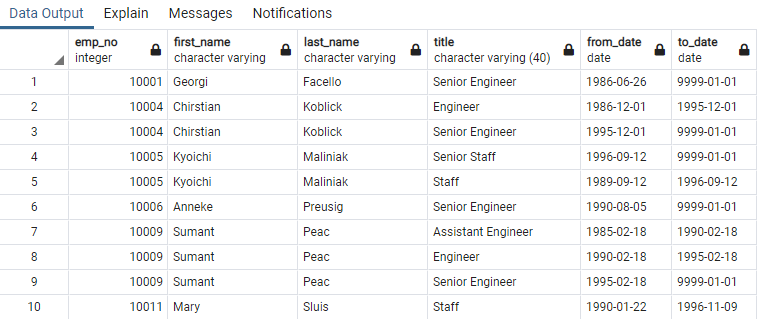 Data Output Explain Messages Notifications
emp_no first_name last_name title from_date to_date
integer character varying character varying character varying (40) date date
1 10001 Georgi Facello Senior Engineer 1986-06-26 9999-01-01
2 10004 Chirstian Koblick Engineer 1986-12-01 1995-12-01
3 10004 Chirstian Koblick Senior Engineer 1995-12-01 9999-01-01
4 10005 Kyoichi Maliniak Senior Staff 1996-09-12 9999-01-01
5 10005 Kyoichi Maliniak Staff 1989-09-12 1996-09-12
6 10006 Anneke Preusig Senior Engineer 1990-08-05 9999-01-01
7 10009 Sumant Peac Assistant Engineer 1985-02-18 1990-02-18
8 10009 Sumant Peac Engineer 1990-02-18 1995-02-18
9 10009 Sumant Peac Senior Engineer 1995-02-18 9999-01-01
10 10011 Mary Sluis Staff 1990-01-22 1996-11-09